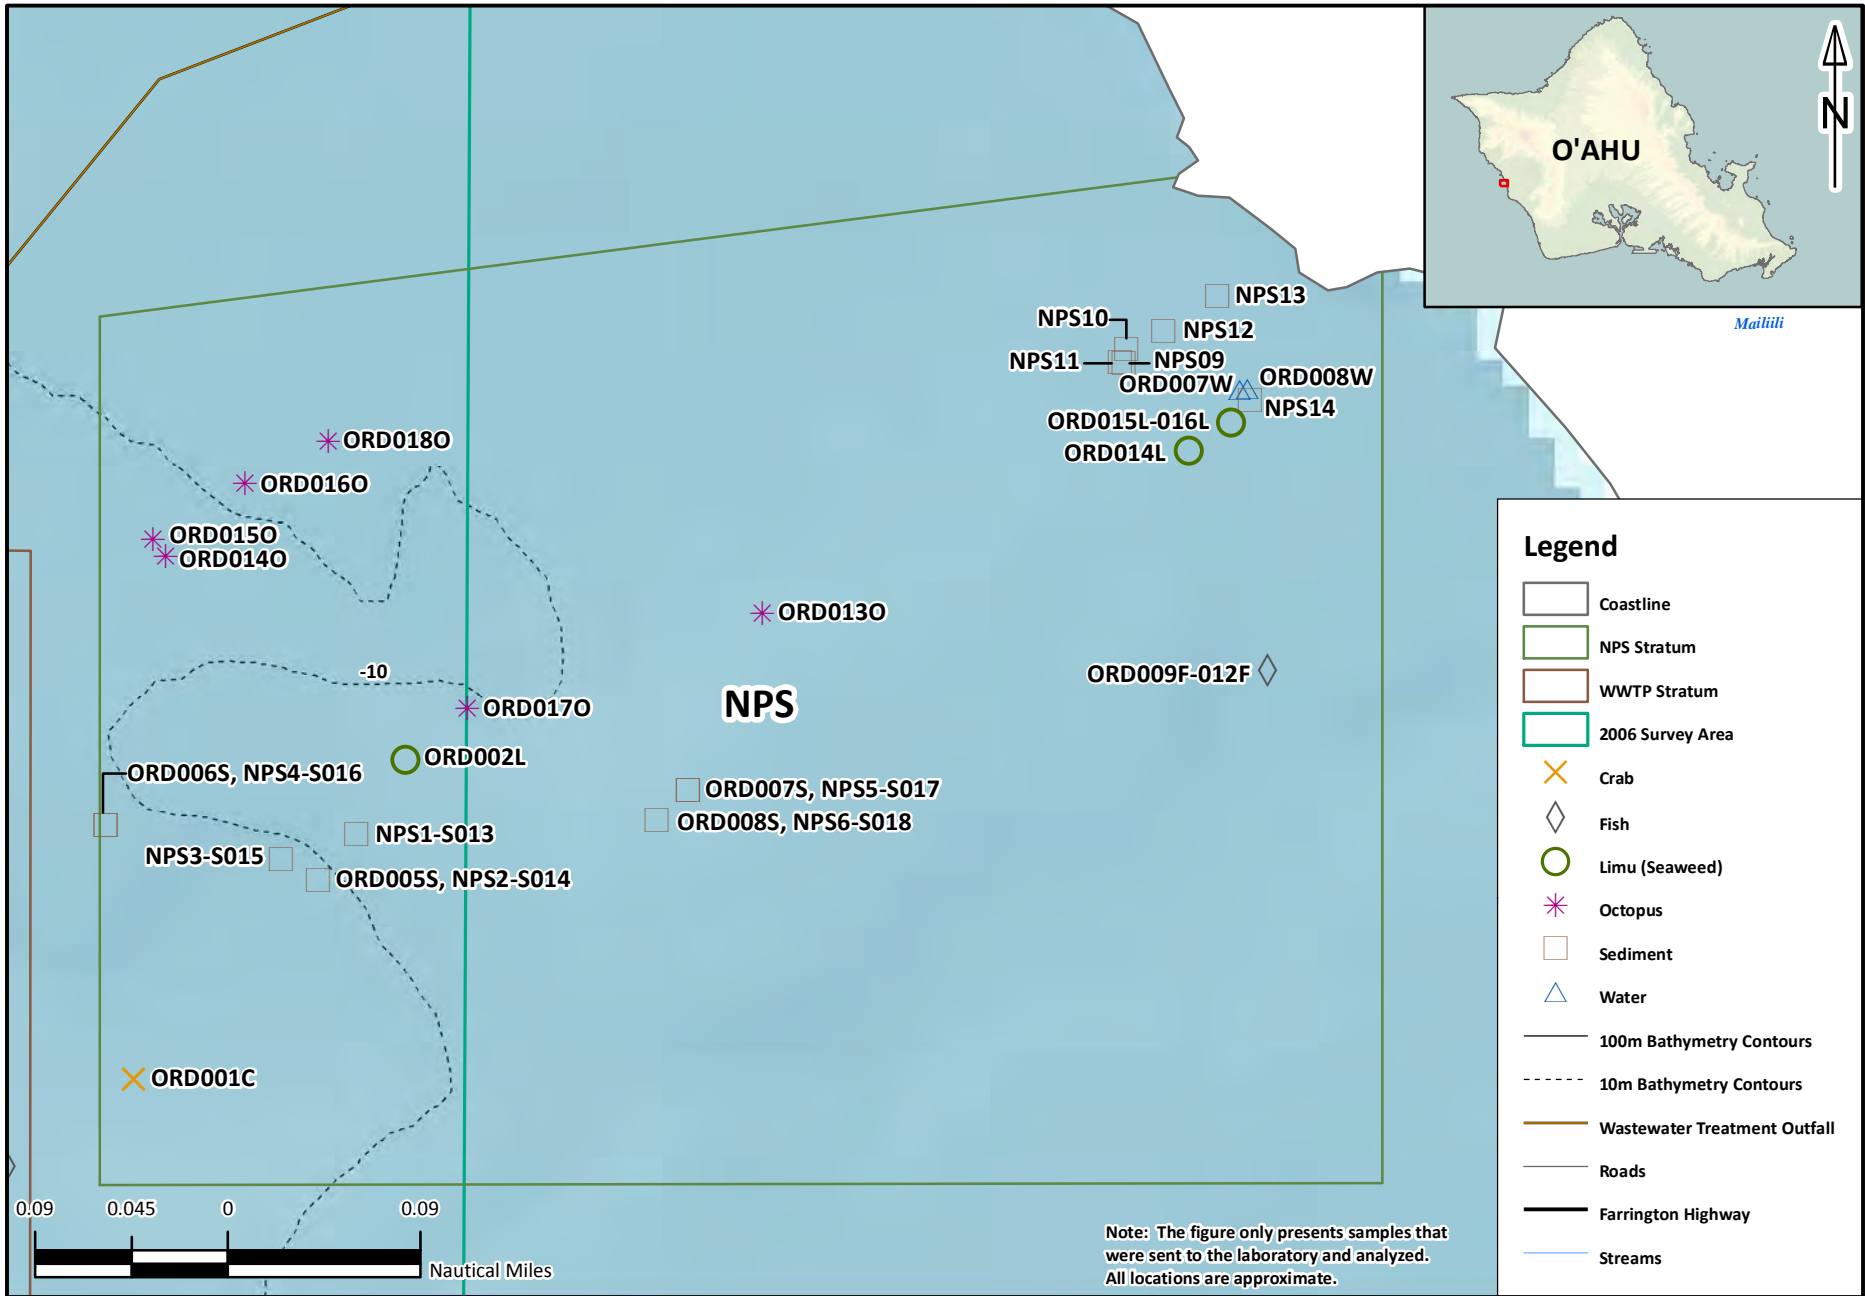 O'AHU
N
Mailiili
NPS13
NPS10
NPS12
NPS11
NPS09
ORD007W
ORD008W
NPS14
ORD015L-016L
ORD014L
ORD018O
ORD016O
ORD015O
ORD014O
ORD013O
-10
ORD009F-012F
NPS
ORD017O
ORD002L
ORD006S, NPS4-S016
ORD007S, NPS5-S017
ORD008S, NPS6-S018
NPS1-S013
NPS3-S015
ORD005S, NPS2-S014
ORD001C
0.09 0.045 0 0.09
Nautical Miles
Note: The figure only presents samples that
were sent to the laboratory and analyzed.
All locations are approximate.
Legend
Coastline
NPS Stratum
WWTP Stratum
2006 Survey Area
Crab
Fish
Limu (Seaweed)
Octopus
Sediment
Water
100m Bathymetry Contours
10m Bathymetry Contours
Wastewater Treatment Outfall
Roads
Farrington Highway
Streams